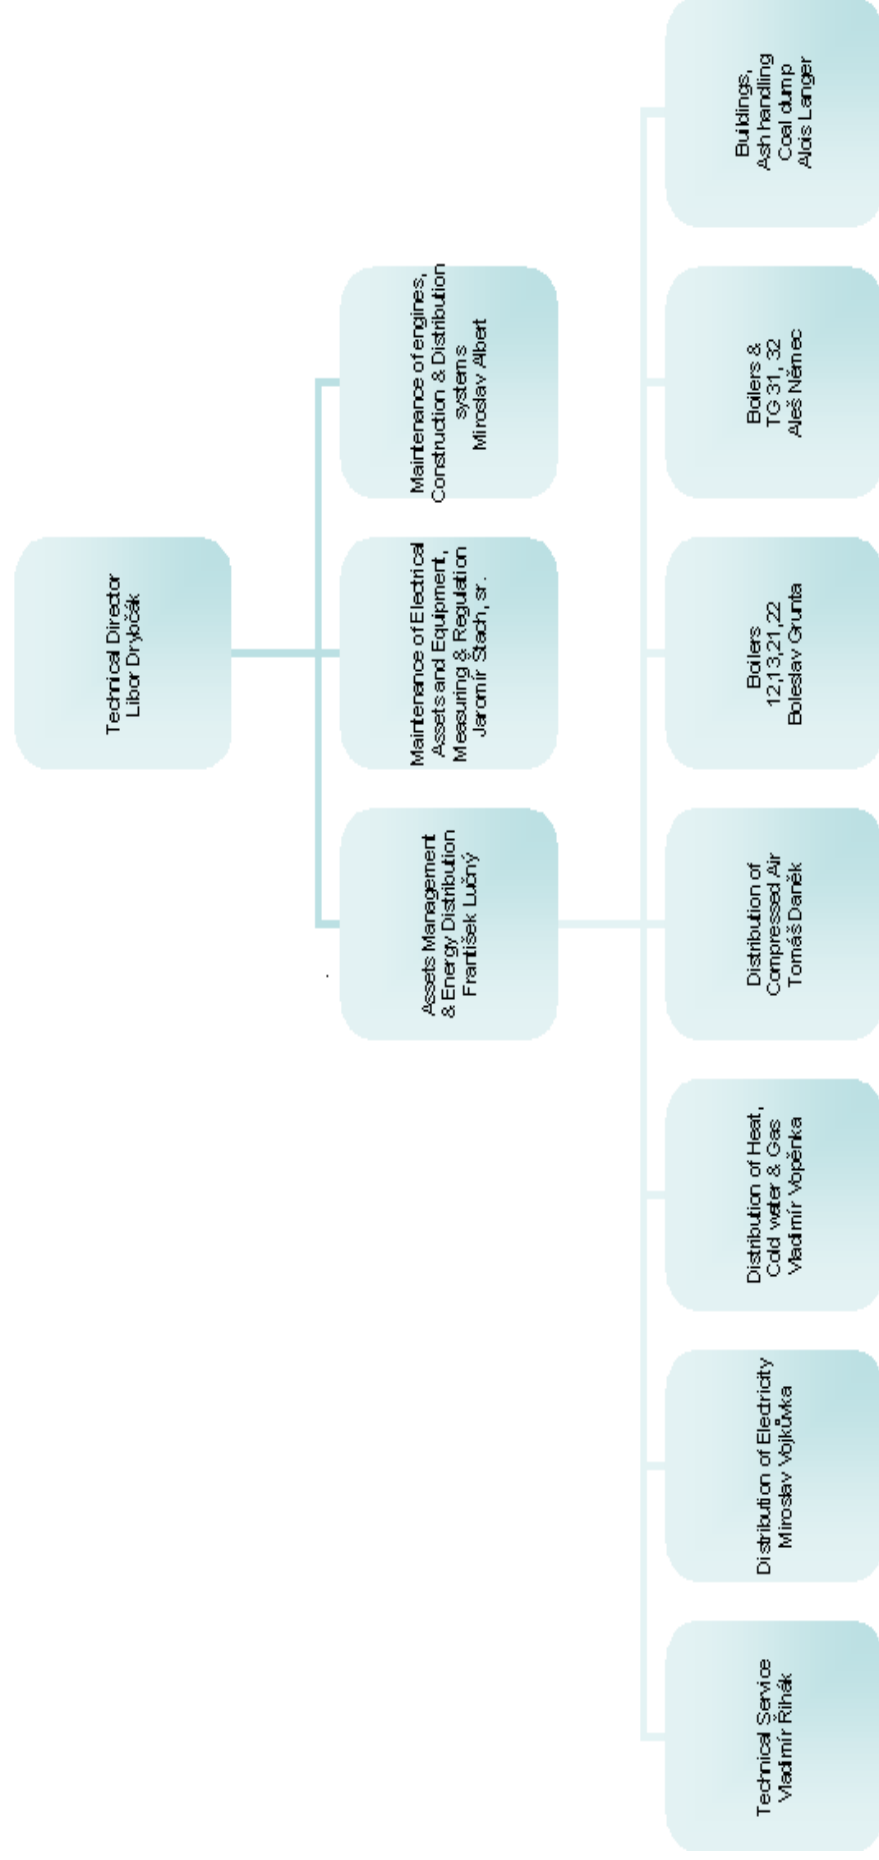 Technical Director
Libor Drybčák
Assets Management
& Energy Distribution
František Lučný
Maintenance of Electrical
Assets and Equipment,
Measuring & Regulation
Jaromír Stach, sr.
Maintenance of engines,
Construction & Distribution
systems
Miroslav Albert
Technical Service
Vladimír Řihák
Distribution of Electricity
Miroslav Vojkůvka
Distribution of Heat,
Cold water & Gas
Vladimír Vopěnka
Distribution of
Compressed Air
Tomáš Daněk
Boilers
12,13,21,22
Boleslav Grunta
Boilers &
TG 31, 32
Aleš Němec
Buildings,
Ash handling
Coal dump
Alois Langer